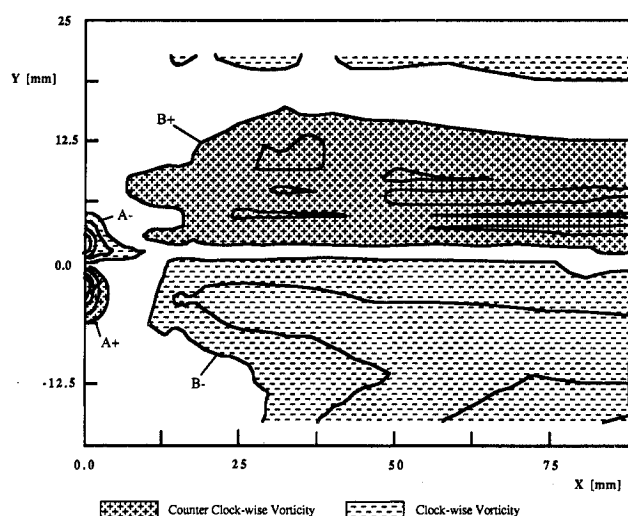 25
Y [mm]
B+
12.5
A-
0.0
A+
-12.5
B-
0.0 25 50 75
X [mm]
Counter Clock-wise Vorticity Clock-wise Vorticity